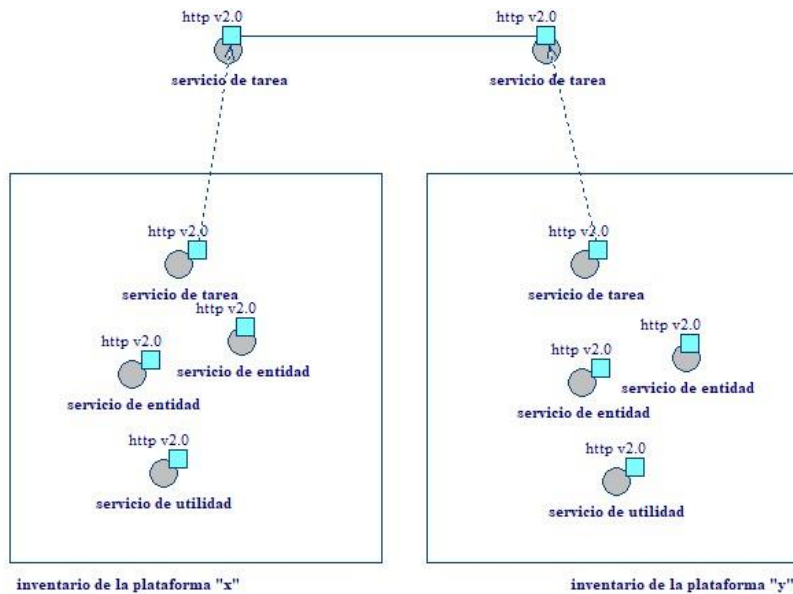 http v2.0
http v2.0
servicio de tarea
servicio de tarea
http v2.0
http v2.0
servicio de tarea
servicio de tarea
http v2.0
http v2.0
http v2.0
http v2.0
servicio de entidad
servicio de entidad
servicio de entidad
servicio de entidad
http v2.0
http v2.0
servicio de utilidad
servicio de utilidad
inventario de la plataforma "x"
inventario de la plataforma "y"